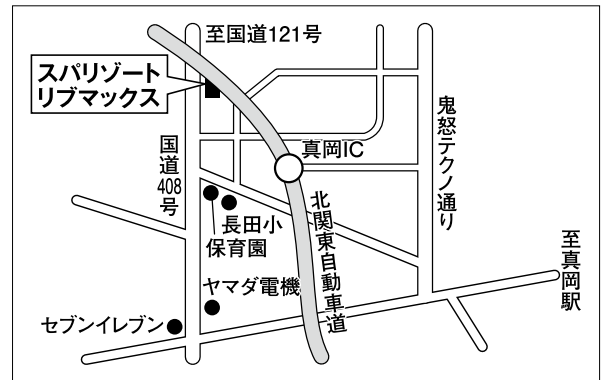 至国道121号
スパリゾート
リブマックス
鬼怒テクノ通り
真岡IC
国道408号
長田小
保育園
北関東自動車道
至真岡駅
ヤマダ電機
セブンイレブン